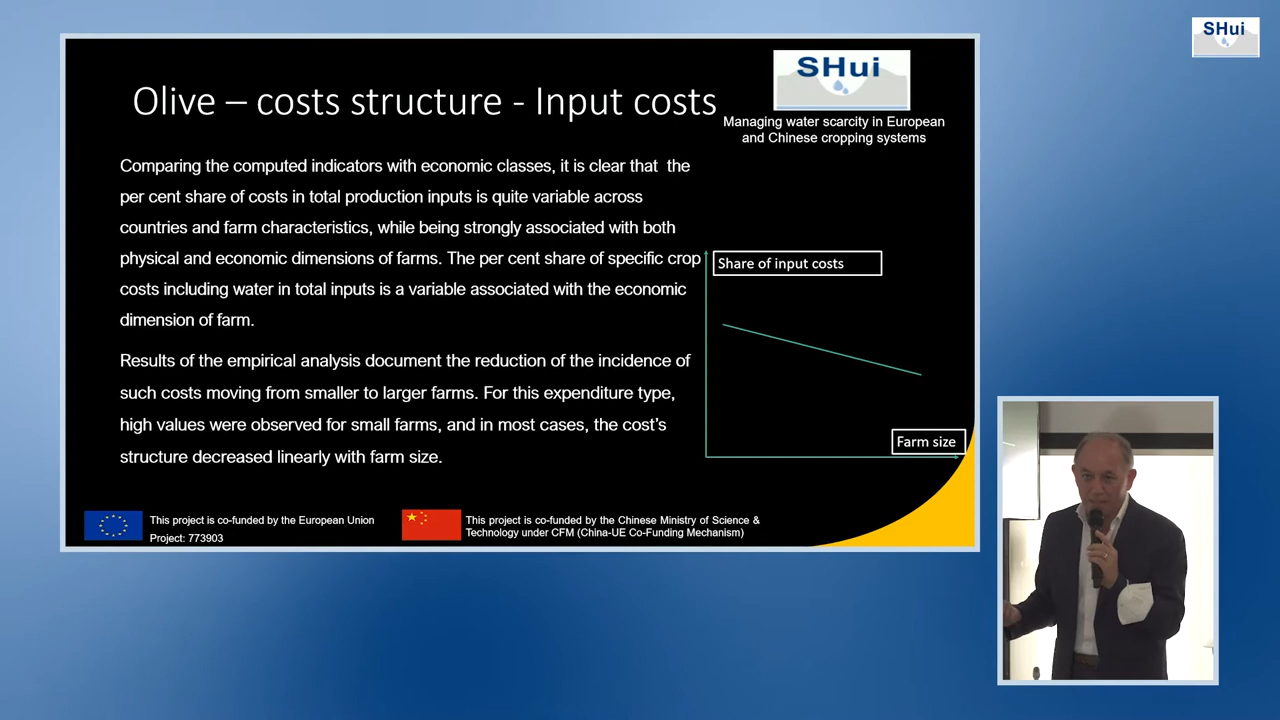 SHui
SHui
Olive – costs structure - Input costs
Managing water scarcity in European
and Chinese cropping systems
Comparing the computed indicators with economic classes, it is clear that the
per cent share of costs in total production inputs is quite variable across
countries and farm characteristics, while being strongly associated with both
physical and economic dimensions of farms. The per cent share of specific crop
costs including water in total inputs is a variable associated with the economic
dimension of farm.
Results of the empirical analysis document the reduction of the incidence of
such costs moving from smaller to larger farms. For this expenditure type,
high values were observed for small farms, and in most cases, the cost's
structure decreased linearly with farm size.
Share of input costs
Farm size
This project is co-funded by the European Union
Project: 773903
This project is co-funded by the Chinese Ministry of Science &
Technology under CFM (China-UE Co-Funding Mechanism)